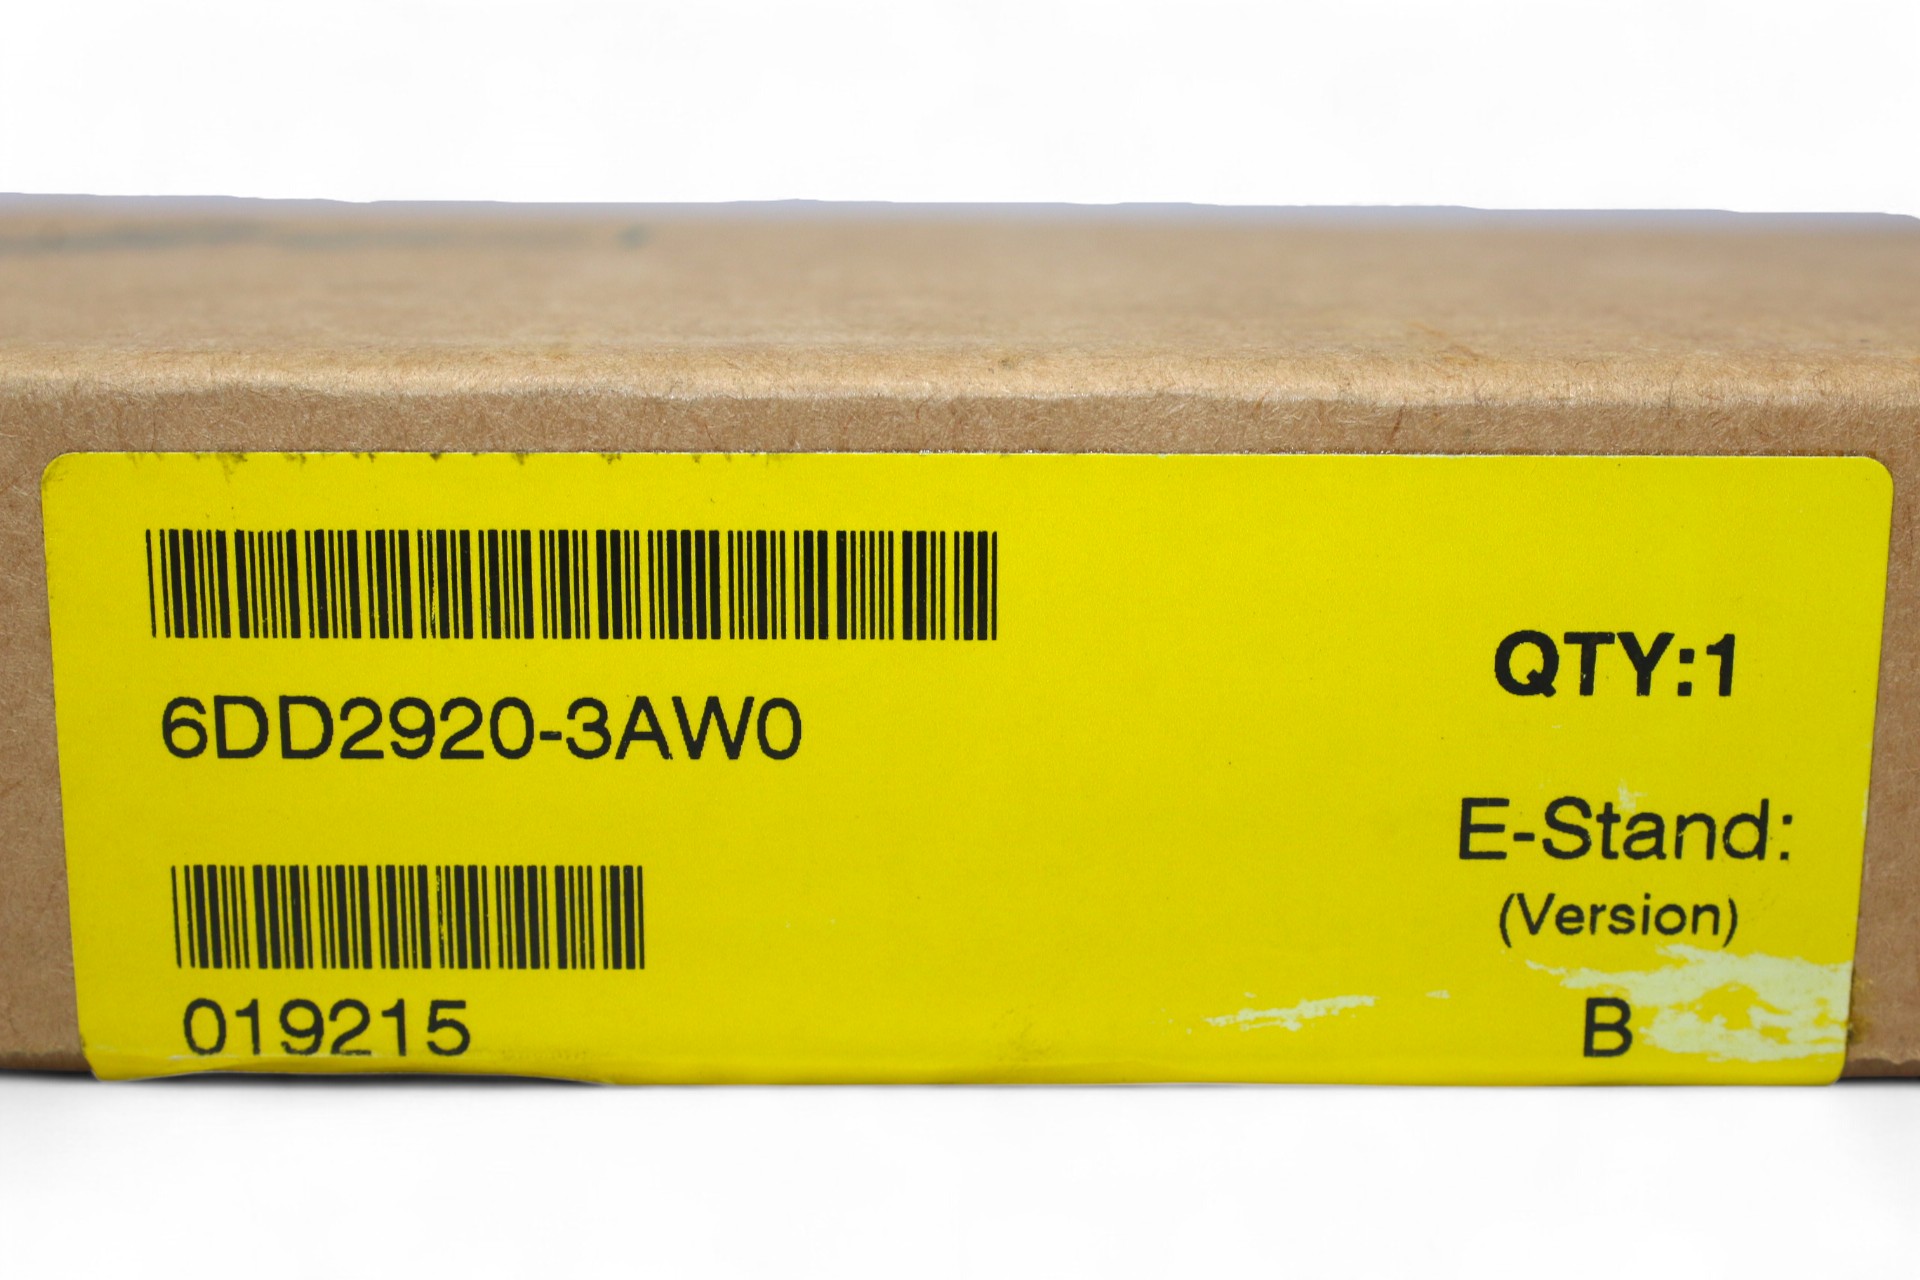 6DD2920-3AW0
QTY:1
E-Stand:
(Version)
B
019215